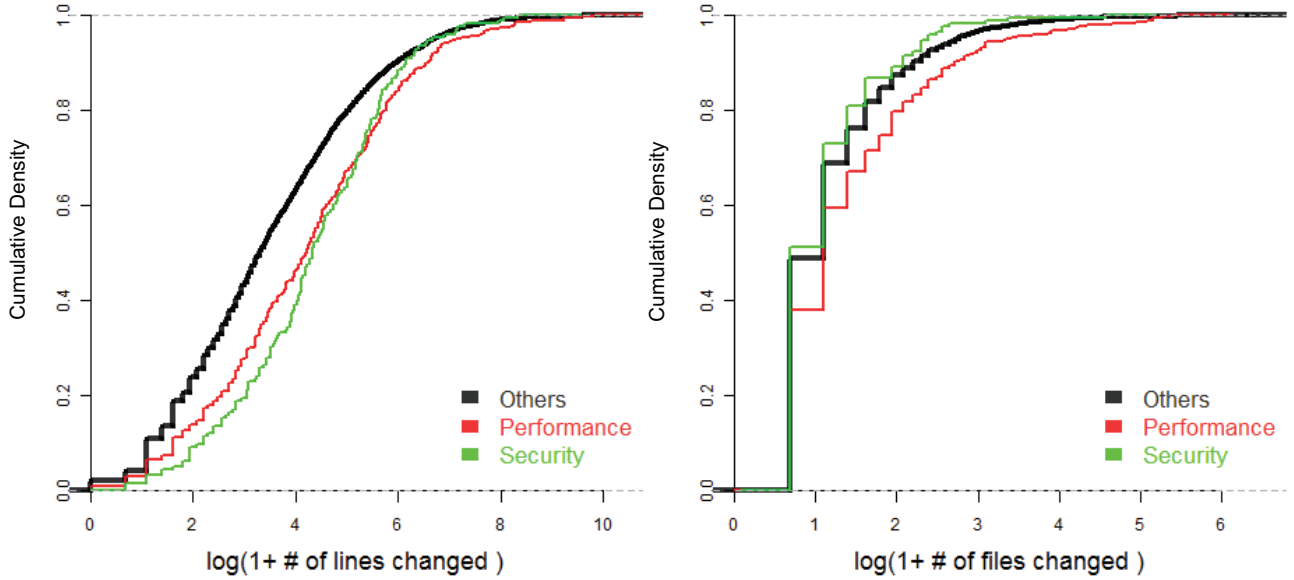 Cumulative Density
1.0
0.8
0.6
0.4
0.2
0.0
Others
Performance
Security
0 2 4 6 8 10
log(1+ # of lines changed )
Cumulative Density
1.0
0.8
0.6
0.4
0.2
0.0
Others
Performance
Security
0 1 2 3 4 5 6
log(1+ # of files changed )